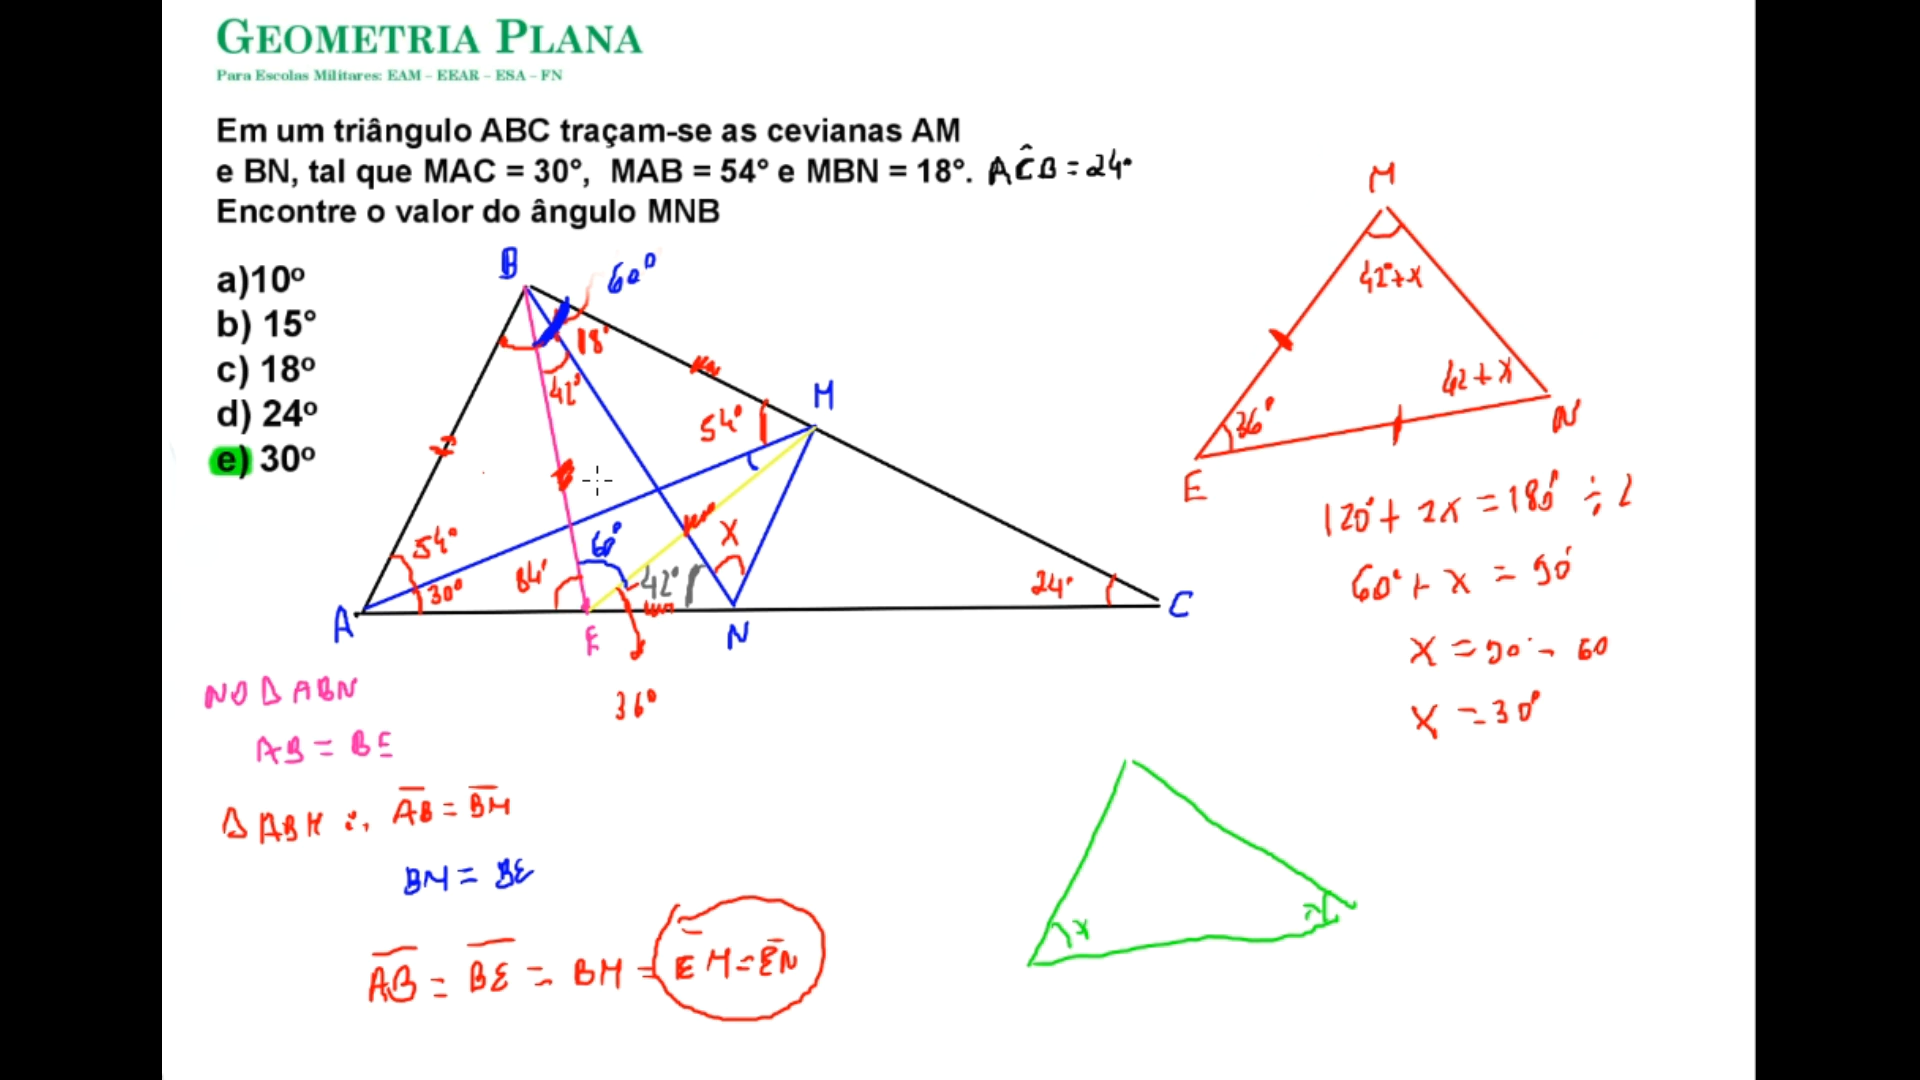 GEOMETRIA PLANA
Para Escolas Militares: EAM – EEAR – ESA – FN
Em um triângulo ABC traçam-se as cevianas AM
e BN, tal que MAC = 30°, MAB = 54° e MBN = 18°. AĈB = 24°
Encontre o valor do ângulo MNB
a)10º
b) 15°
c) 18º
d) 24º
e) 30º
B
60°
18°
42°
M
54°
54°
30°
84°
60°
42°
X
24°
A
E
N
C
36°
NO Δ ABN
AB = BE
Δ ABM ∴ AB = BM
BM = BE
AB = BE = BM = EM = EN
M
42°+x
42+x
36°
E
N
120°+ 2x = 180° ÷ 2
60° + x = 90°
x = 90° - 60
x = 30°
x